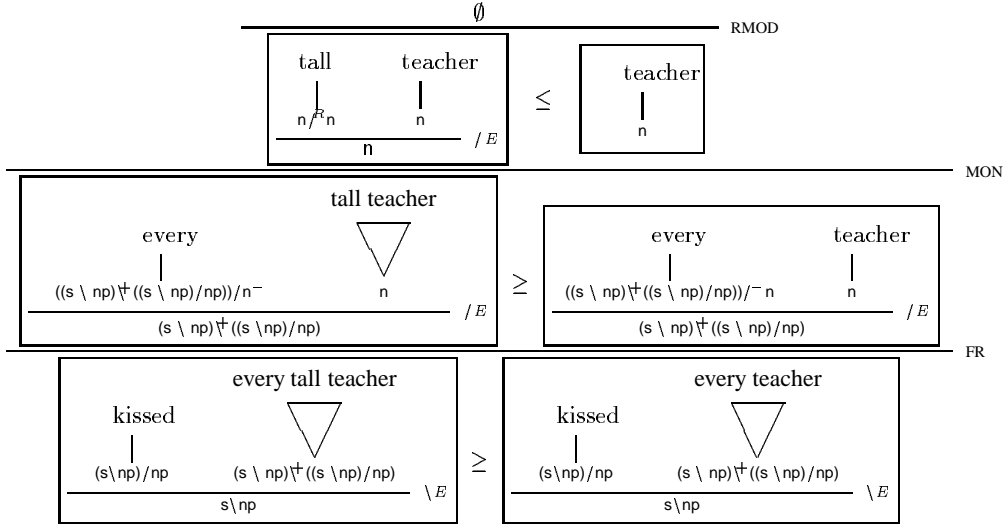 ∅
RMOD
tall teacher ≤ teacher
n/ᴿn n n
n /E
MON
tall teacher
every every teacher
((s \ np)\⁺((s \ np)/np))/n⁻ n ≥ ((s \ np)\⁺((s \ np)/np))/⁻n n
(s \ np)\⁺((s \np)/np) /E (s \ np)\⁺((s \ np)/np) /E
FR
every tall teacher every teacher
kissed kissed
(s\np)/np (s \ np)\⁺((s \ np)/np) ≥ (s\np)/np (s \ np)\⁺((s \ np)/np)
s\np \E s\np \E